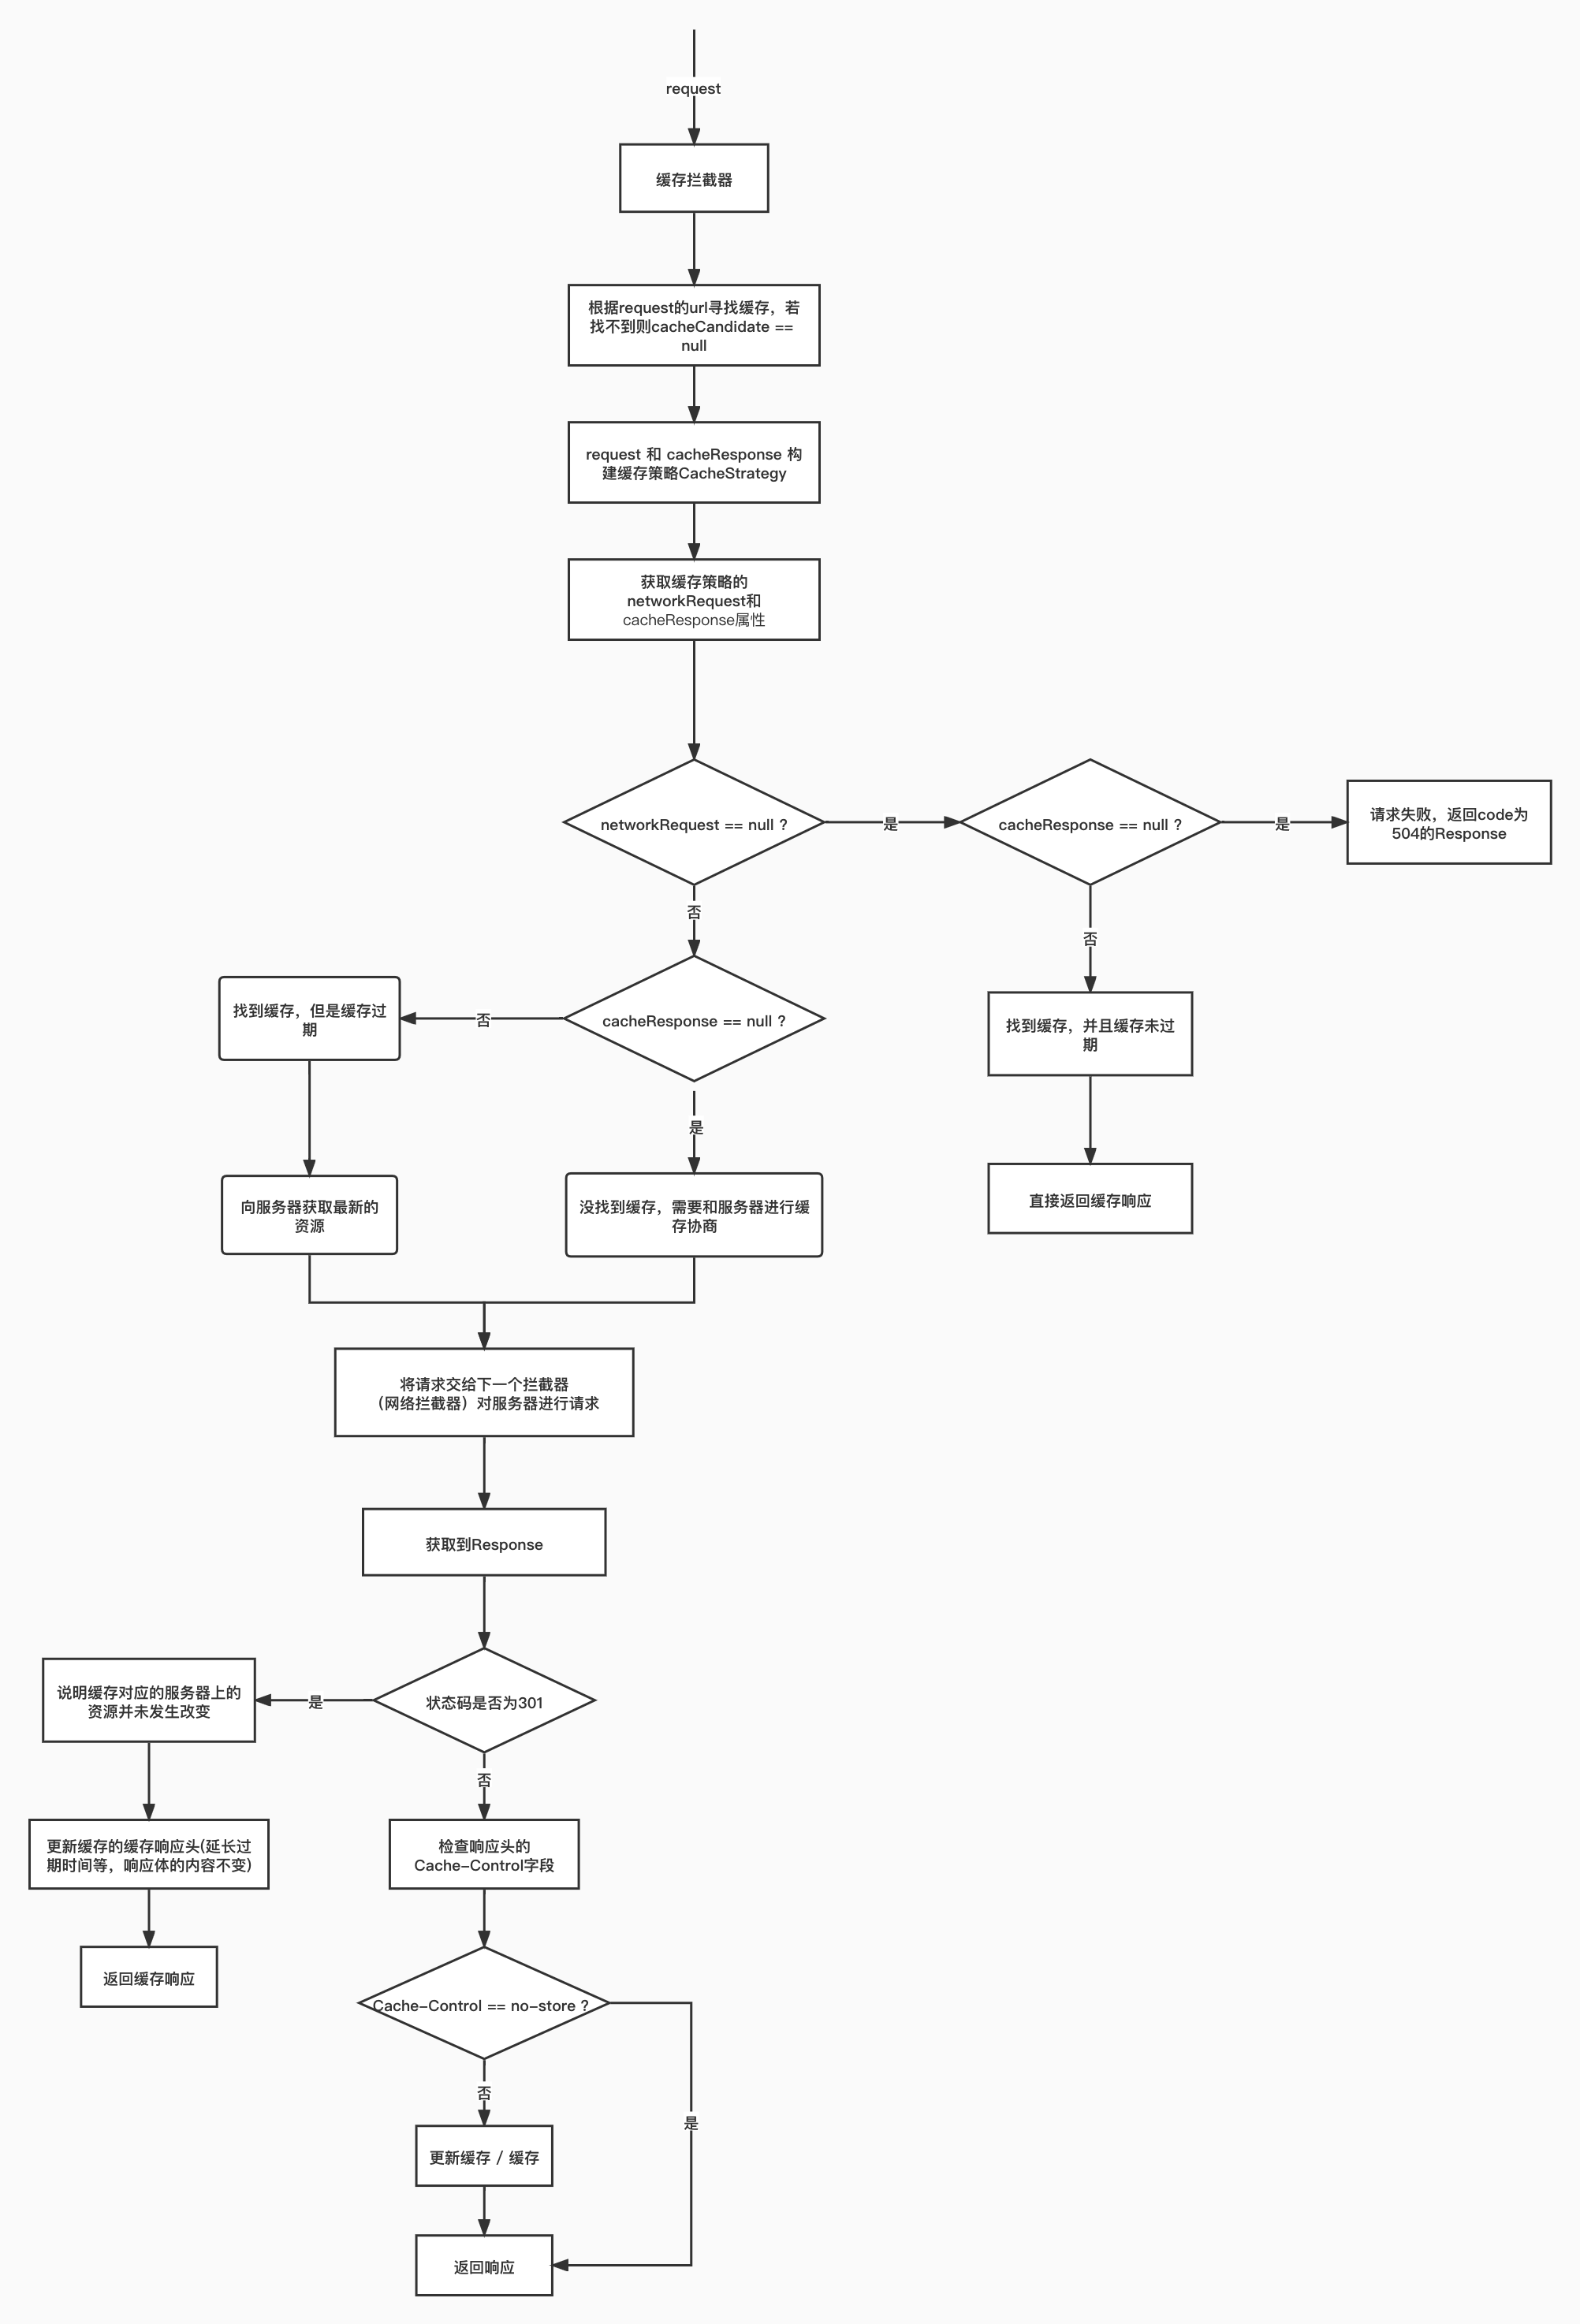 request
缓存拦截器
根据request的url寻找缓存，若
找不到则cacheCandidate ==
null
request 和 cacheResponse 构
建缓存策略CacheStrategy
获取缓存策略的
networkRequest和
cacheResponse属性
networkRequest == null ?
是
cacheResponse == null ?
是
请求失败，返回code为
504的Response
否
否
找到缓存，但是缓存过
期
否
cacheResponse == null ?
找到缓存，并且缓存未过
期
是
向服务器获取最新的
资源
没找到缓存，需要和服务器进行缓
存协商
直接返回缓存响应
将请求交给下一个拦截器
（网络拦截器）对服务器进行请求
获取到Response
说明缓存对应的服务器上的
资源并未发生改变
是
状态码是否为301
否
更新缓存的缓存响应头(延长过
期时间等，响应体的内容不变)
检查响应头的
Cache-Control字段
返回缓存响应
Cache-Control == no-store ?
否
是
更新缓存 / 缓存
返回响应